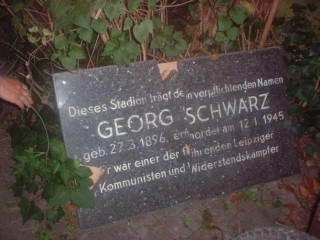 Dieses Stadion trägt den verpflichtenden Namen
GEORG SCHWARZ
geb. 27.3.1896, ermordet am 12.1.1945
er war einer der führenden Leipziger
Kommunisten und Widerstandskämpfer